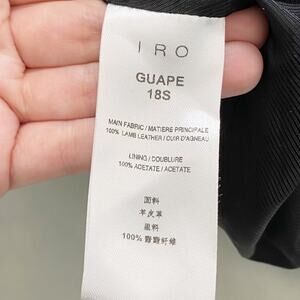 IRO
GUAPE
18S
MAIN FABRIC / MATIERE PRINCIPALE
100% LAMB LEATHER / CUIR D'AGNEAU
LINING / DOUBLURE
100% ACETATE / ACETATE
面料
羊皮革
里料
100% 醋酯纤维